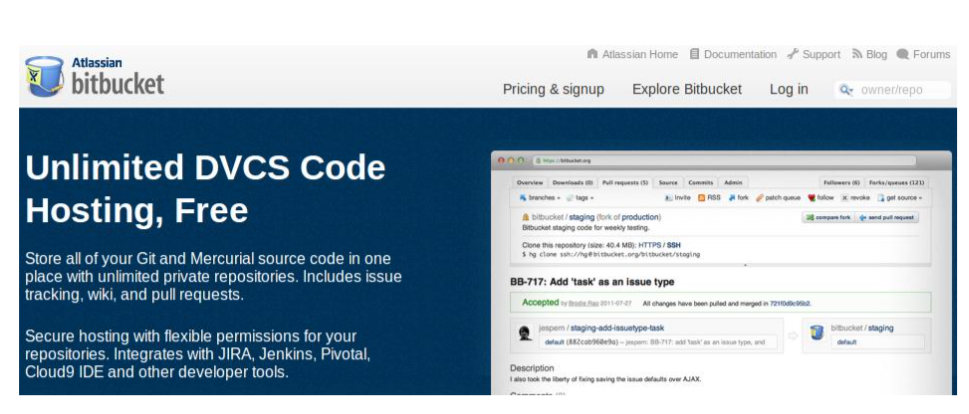 Atlassian Home Documentation Support Blog Forums
Atlassian
bitbucket
Pricing & signup Explore Bitbucket Log in owner/repo
Unlimited DVCS Code
Hosting, Free
Store all of your Git and Mercurial source code in one
place with unlimited private repositories. Includes issue
tracking, wiki, and pull requests.
Secure hosting with flexible permissions for your
repositories. Integrates with JIRA, Jenkins, Pivotal,
Cloud9 IDE and other developer tools.
https://bitbucket.org
Overview Downloads (0) Pull requests (5) Source Commits Admin Followers (6) Forks/queues (121)
branches tags invite RSS fork patch queue follow revoke get source
bitbucket / staging (fork of production) compare fork send pull request
Bitbucket staging code for weekly testing.
Clone this repository (size: 40.4 MB): HTTPS / SSH
$ hg clone ssh://hg@bitbucket.org/bitbucket/staging
BB-717: Add 'task' as an issue type
Accepted by 2011-07-27 All changes have been pulled and merged in
jespern / staging-add-issuetype-task bitbucket / staging
default (882cab960e9a) – jespern: BB-717: add 'task' as an issue type, and default
Description
I also took the liberty of fixing saving the issue defaults over AJAX.